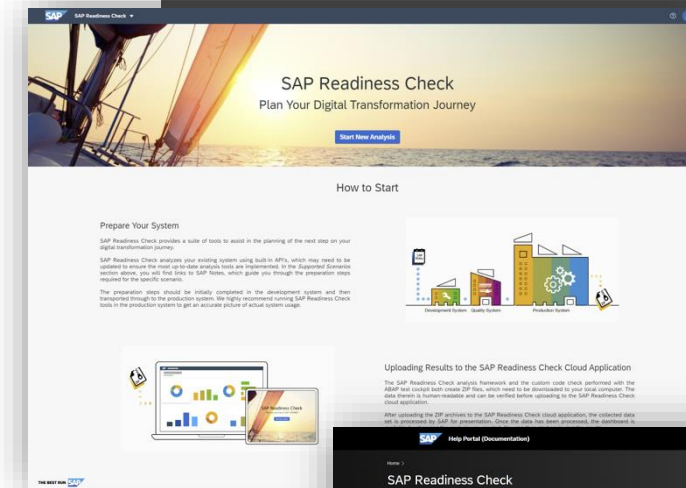 SAP SAP Readiness Check
SAP Readiness Check
Plan Your Digital Transformation Journey
Start New Analysis
How to Start
Prepare Your System
SAP Readiness Check provides a suite of tools to assist in the planning of the next step on your
digital transformation journey.
SAP Readiness Check analyzes your existing system using built-in API's, which may need to be
updated to ensure the most up-to-date analysis tools are implemented. In the Supported Scenarios
section above, you will find links to SAP Notes, which guide you through the preparation steps
required for the specific scenario.
The preparation steps should be initially completed in the development system and then
transported through to the production system. We highly recommend running SAP Readiness Check
tools in the production system to get an accurate picture of actual system usage.
Development System Quality System Production System
SAP Readiness Check
Uploading Results to the SAP Readiness Check Cloud Application
The SAP Readiness Check analysis framework and the custom code check performed with the
ABAP test cockpit both create ZIP files, which need to be downloaded to your local computer. The
data therein is human-readable and can be verified before uploading to the SAP Readiness Check
cloud application.
After uploading the ZIP archives to the SAP Readiness Check cloud application, the collected data
set is processed by SAP for presentation. Once the data has been processed, the dashboard is
THE BEST RUN SAP
SAP Help Portal (Documentation)
Home >
SAP Readiness Check